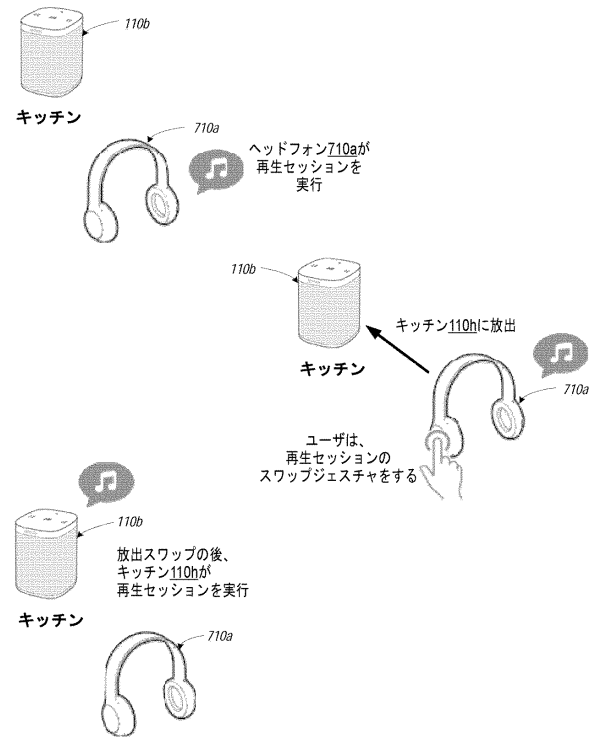 110b
キッチン
710a
ヘッドフォン710aが
再生セッションを
実行
110b
キッチン
キッチン110hに放出
710a
ユーザは、
再生セッションの
スワップジェスチャをする
110b
キッチン
放出スワップの後、
キッチン110hが
再生セッションを実行
710a